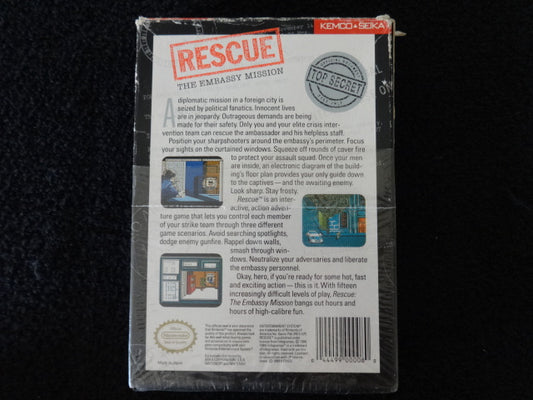 KEMCO SEIKA
RESCUE
THE EMBASSY MISSION
TOP SECRET
A diplomatic mission in a foreign city is
seized by political fanatics. Innocent lives
are in jeopardy. Outrageous demands are being
made for their safety. Only you and your elite crisis inter-
vention team can rescue the ambassador and his helpless staff.
Position your sharpshooters around the embassy's perimeter. Focus
your sights on the curtained windows. Squeeze off rounds of cover fire
to protect your assault squad. Once your men
are inside, an electronic diagram of the build-
ing's floor plan provides your only guide down
to the captives — and the awaiting enemy.
Look sharp. Stay frosty.
Rescue™ is an inter-
active, action adven-
ture game that lets you control each member
of your strike team through three different
game scenarios. Avoid searching spotlights,
dodge enemy gunfire. Rappel down walls,
smash through win-
dows. Neutralize your adversaries and liberate
the embassy personnel.
Okay, hero, if you're ready for some hot, fast
and exciting action — this is it. With fifteen
increasingly difficult levels of play, Rescue:
The Embassy Mission bangs out hours and
hours of high-calibre fun.
Official
Nintendo
0 44499 00008 0